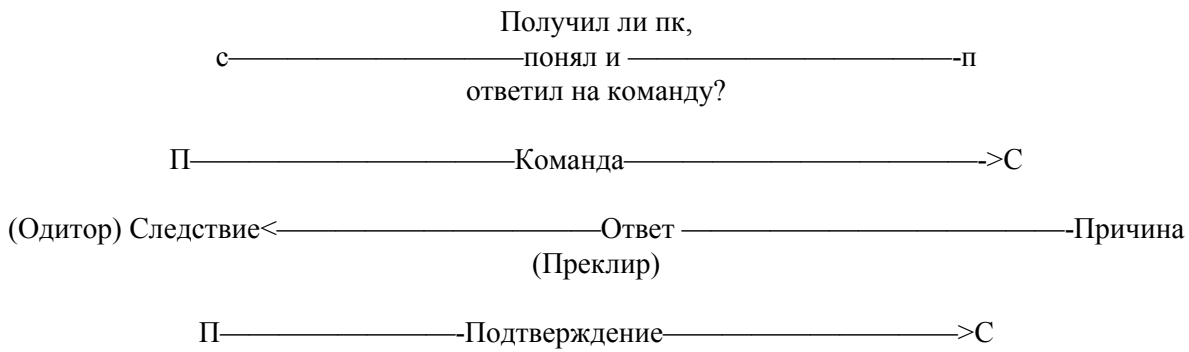 Получил ли пк,
с——————————понял и ———————————-п
ответил на команду?
П———————————Команда————————————->С
(Одитор) Следствие<———————————Ответ —————————————-Причина
(Преклир)
П————————-Подтверждение——————————>С